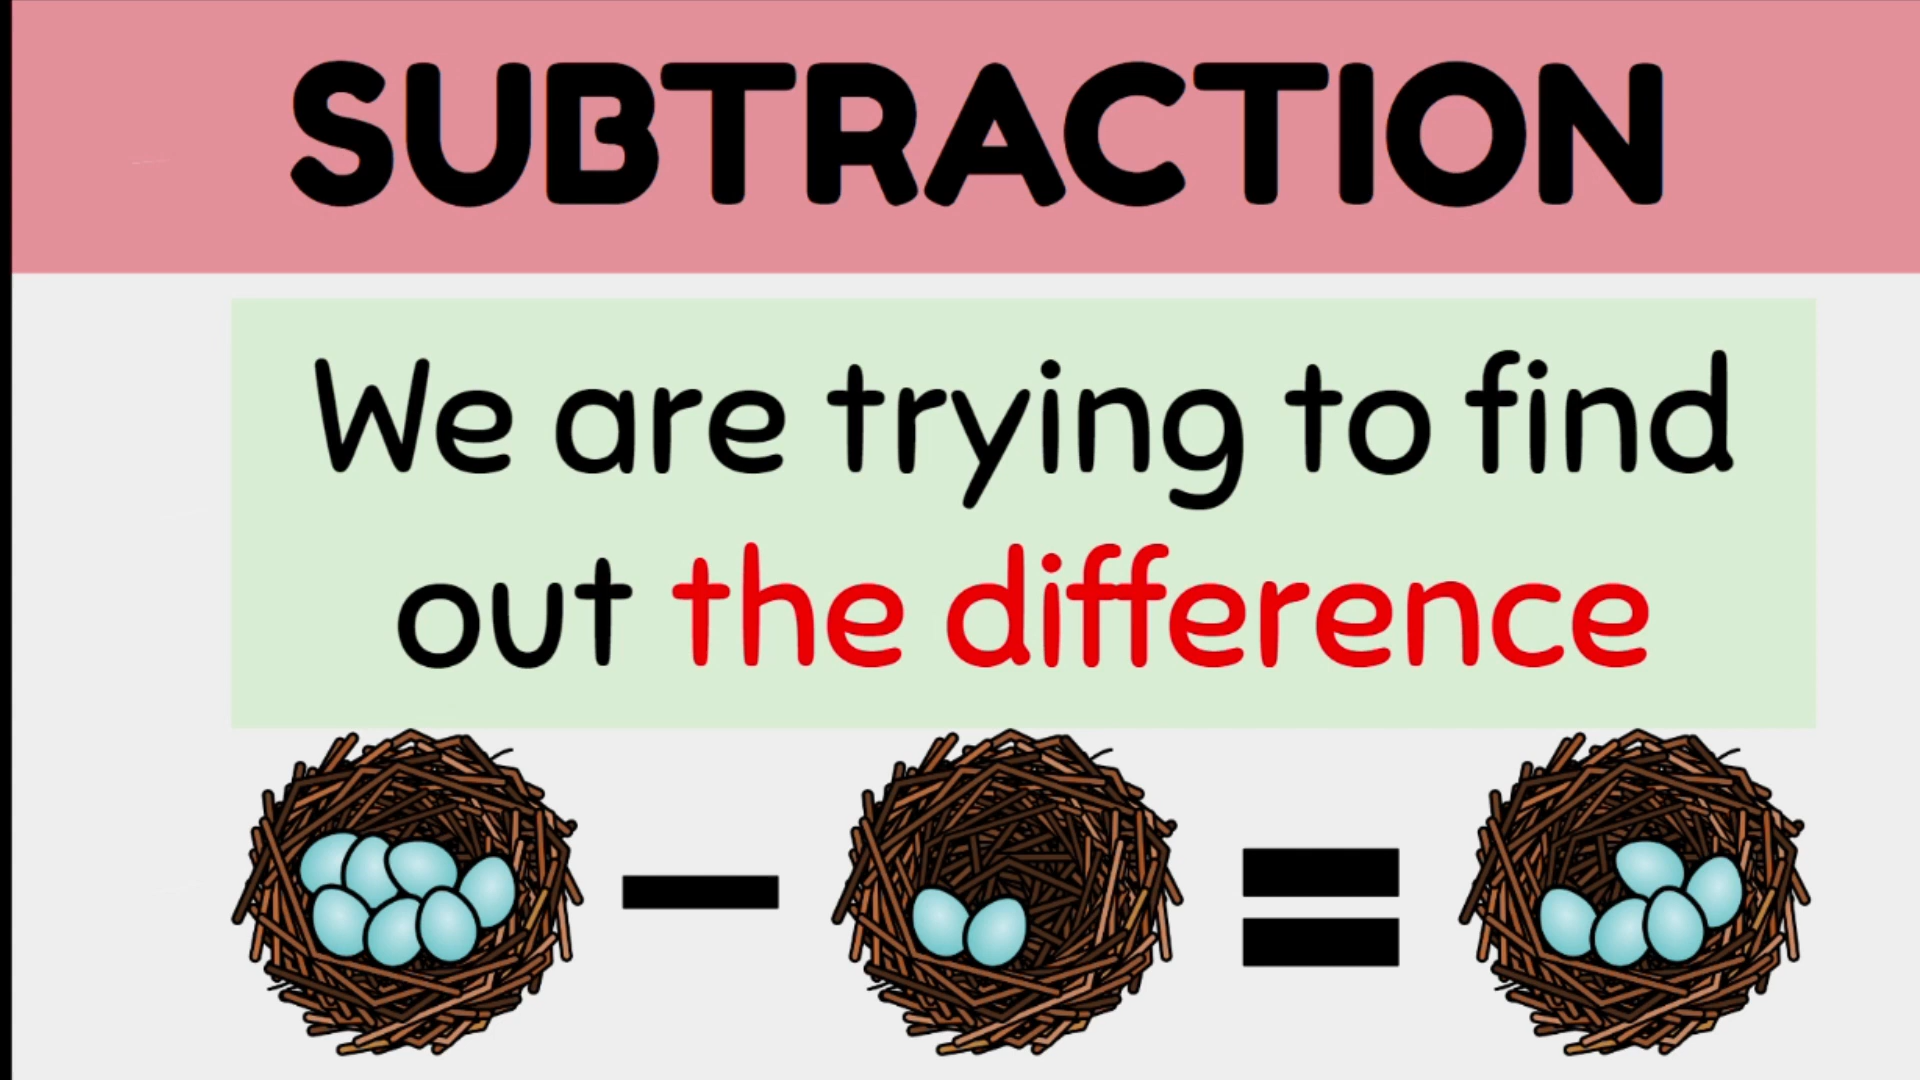 SUBTRACTION
We are trying to find
out the difference
− =